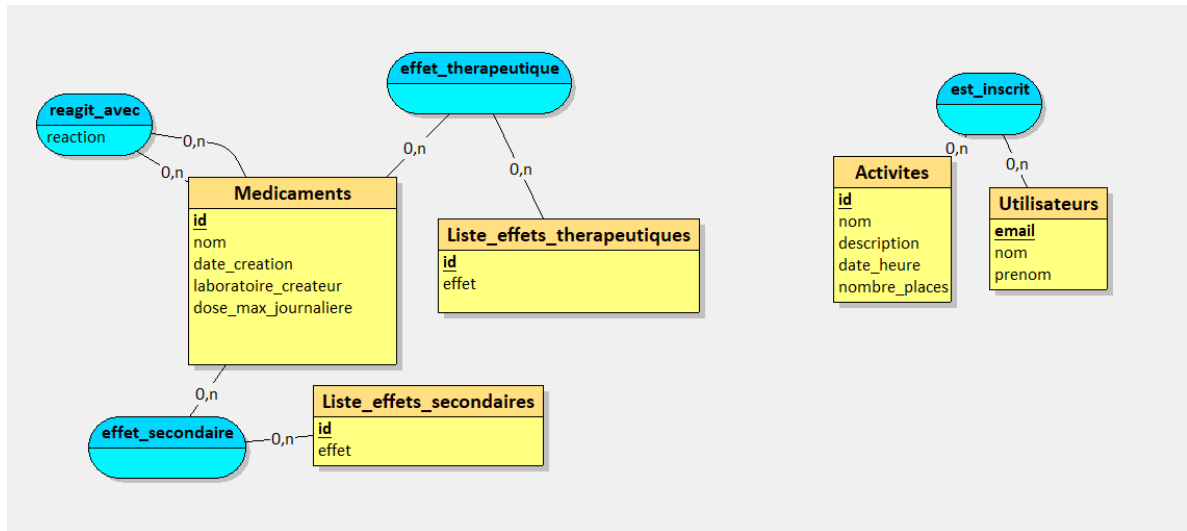 effet_therapeutique
est_inscrit
reagit_avec
reaction
0,n
0,n
0,n
0,n
0,n
0,n
Medicaments
id
nom
date_creation
laboratoire_createur
dose_max_journaliere
Liste_effets_therapeutiques
id
effet
Activites
id
nom
description
date_heure
nombre_places
Utilisateurs
email
nom
prenom
0,n
0,n
effet_secondaire
Liste_effets_secondaires
id
effet